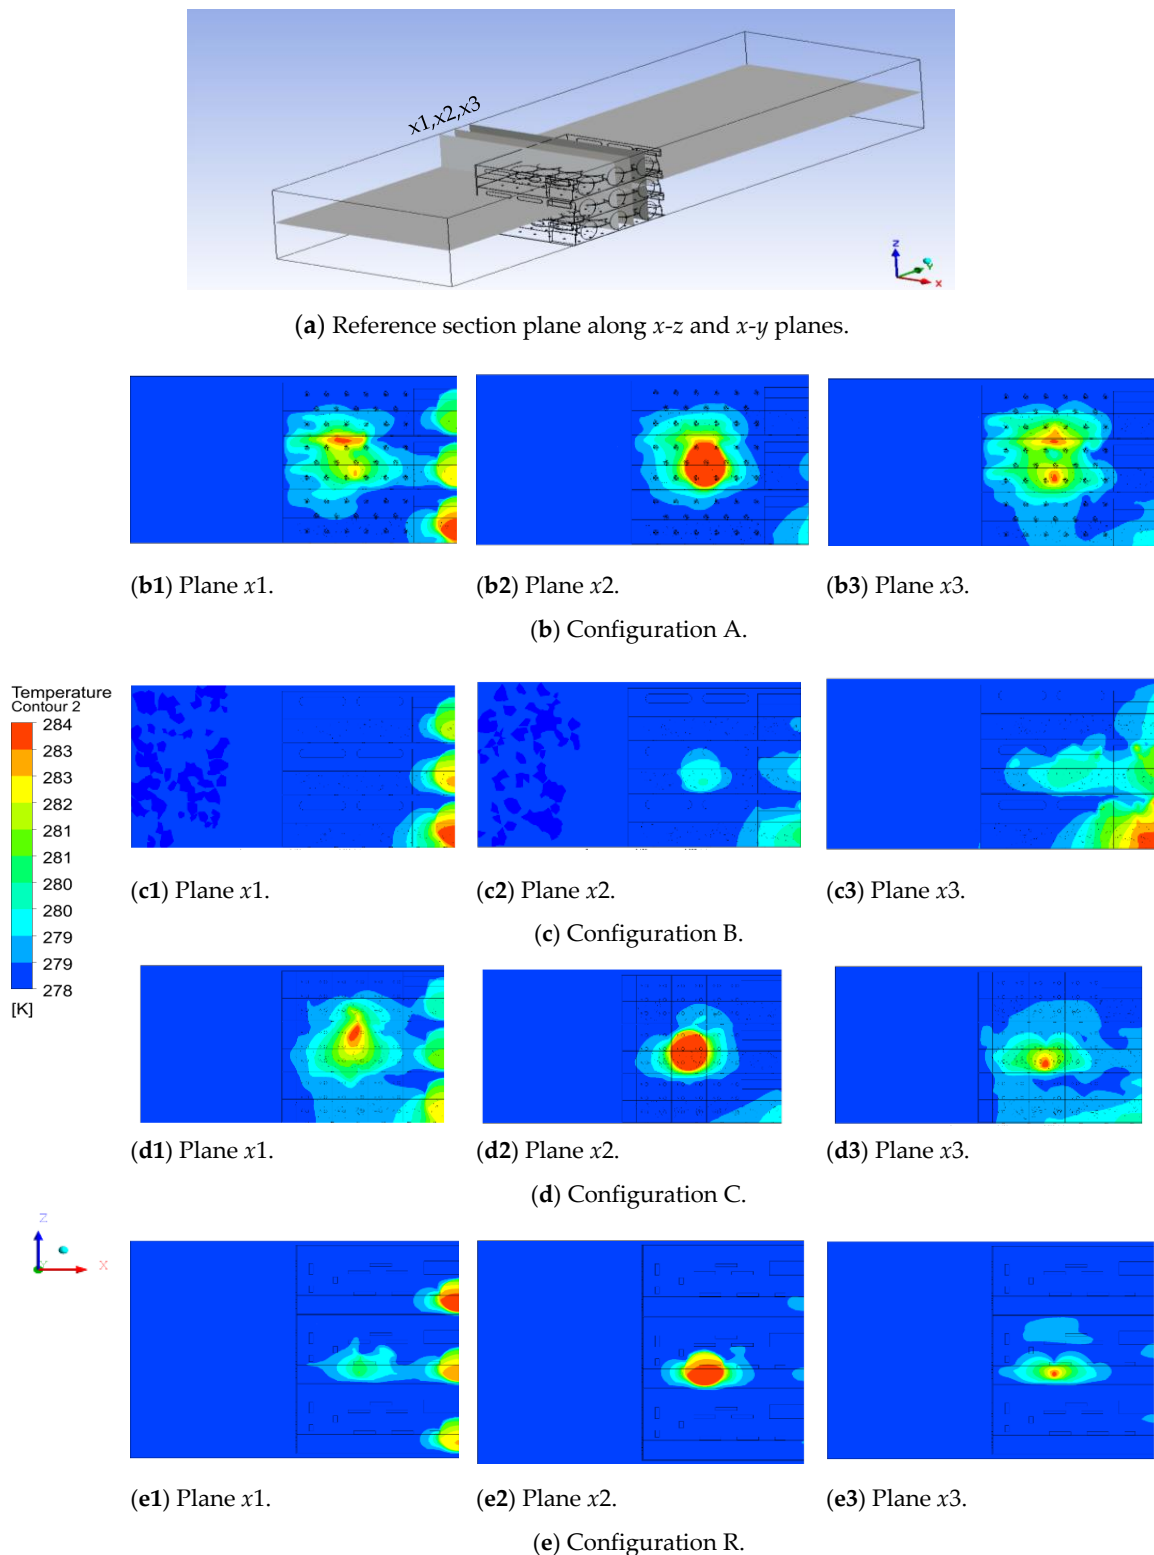 x1,x2,x3
Z
Y
X
(a) Reference section plane along x-z and x-y planes.
(b1) Plane x1.
(b2) Plane x2.
(b3) Plane x3.
(b) Configuration A.
Temperature
Contour 2
284
283
283
282
281
281
280
280
279
279
278
[K]
(c1) Plane x1.
(c2) Plane x2.
(c3) Plane x3.
(c) Configuration B.
(d1) Plane x1.
(d2) Plane x2.
(d3) Plane x3.
(d) Configuration C.
Z
Y
X
(e1) Plane x1.
(e2) Plane x2.
(e3) Plane x3.
(e) Configuration R.